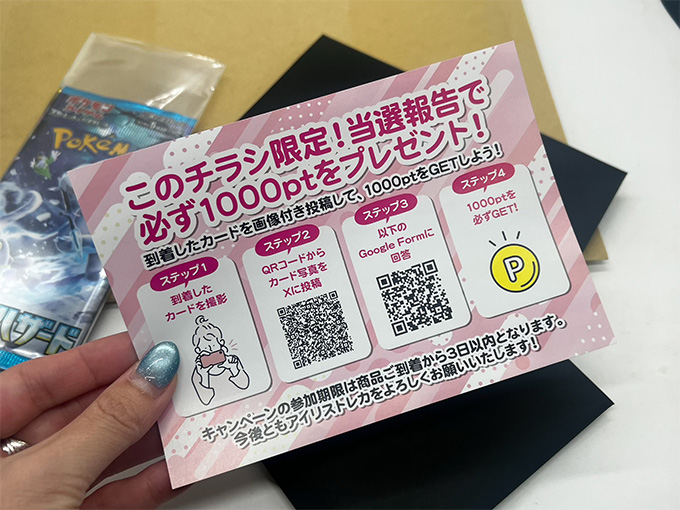 このチラシ限定！当選報告で
必ず1000ptをプレゼント！
到着したカードを画像付き投稿して、1000ptをGETしよう！
ステップ1
到着した
カードを撮影
ステップ2
QRコードから
カード写真を
Xに投稿
ステップ3
以下の
Google Formに
回答
ステップ4
1000ptを
必ずGET！
P
キャンペーンの参加期限は商品ご到着から3日以内となります。
今後ともアイリストレカをよろしくお願いいたします！
ポケモン
POKéM
ハザード